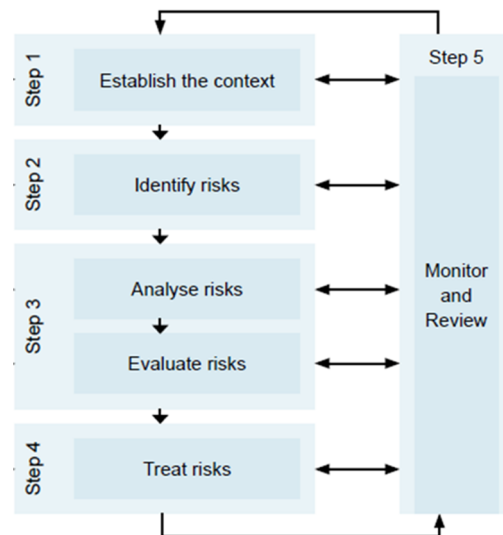 Step 1
Establish the context
Step 2
Identify risks
Step 3
Analyse risks
Evaluate risks
Step 4
Treat risks
Step 5
Monitor
and
Review